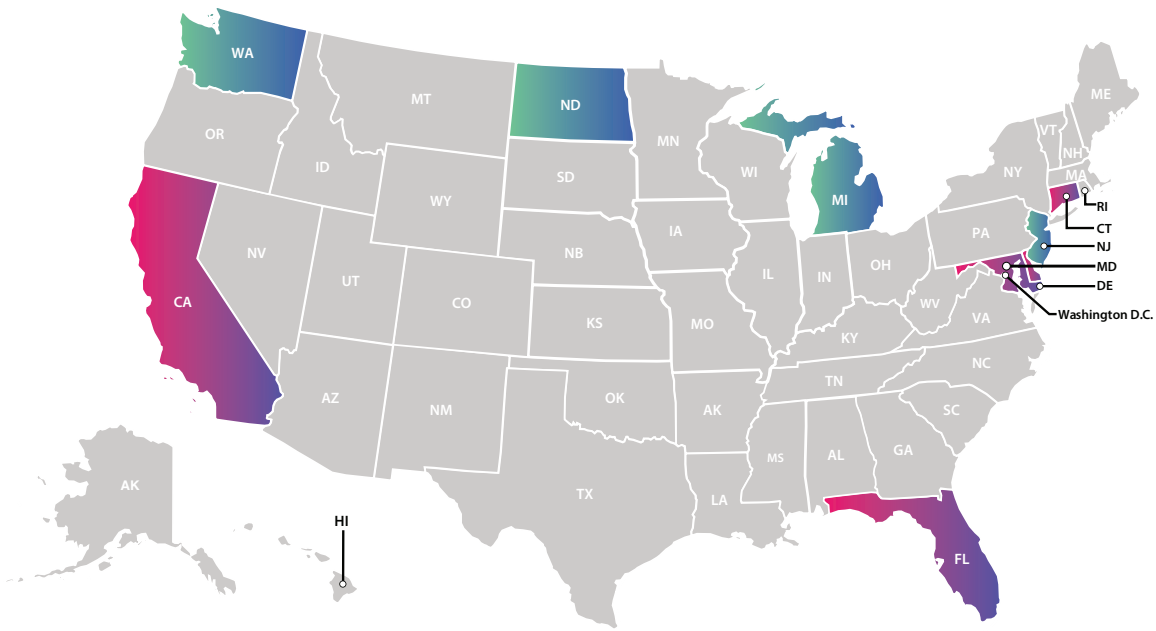 WA
MT
ND
OR
ID
WY
SD
MN
WI
MI
ME
VT
NH
NY
MA
RI
CT
NJ
MD
DE
Washington D.C.
PA
NV
UT
CO
NB
IA
IL
IN
OH
WV
VA
CA
KS
MO
KY
NC
TN
AZ
NM
OK
AK
SC
MS
AL
GA
TX
LA
FL
AK
HI